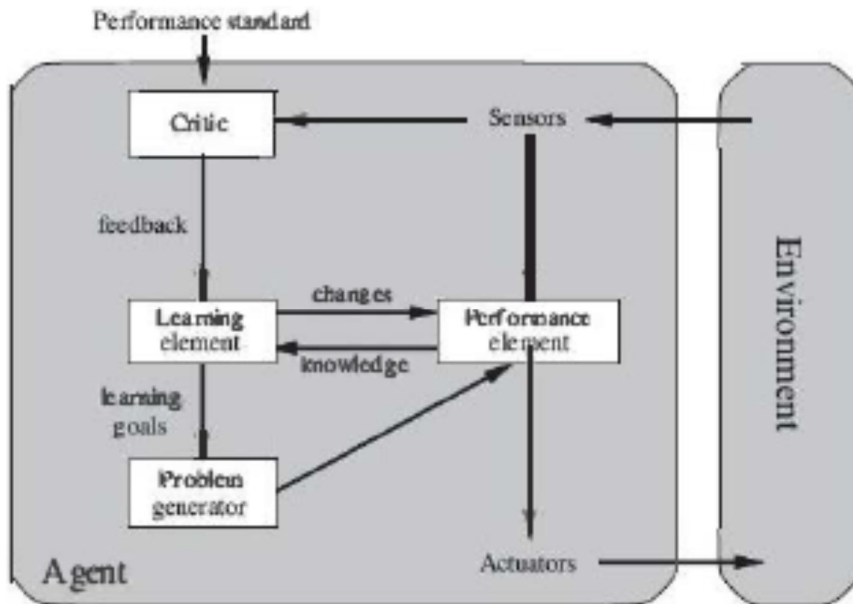 Performance standard
Critic
Sensors
feedback
changes
Learning
element
Performance
element
knowledge
learning
goals
Problem
generator
Agent
Actuators
Environment